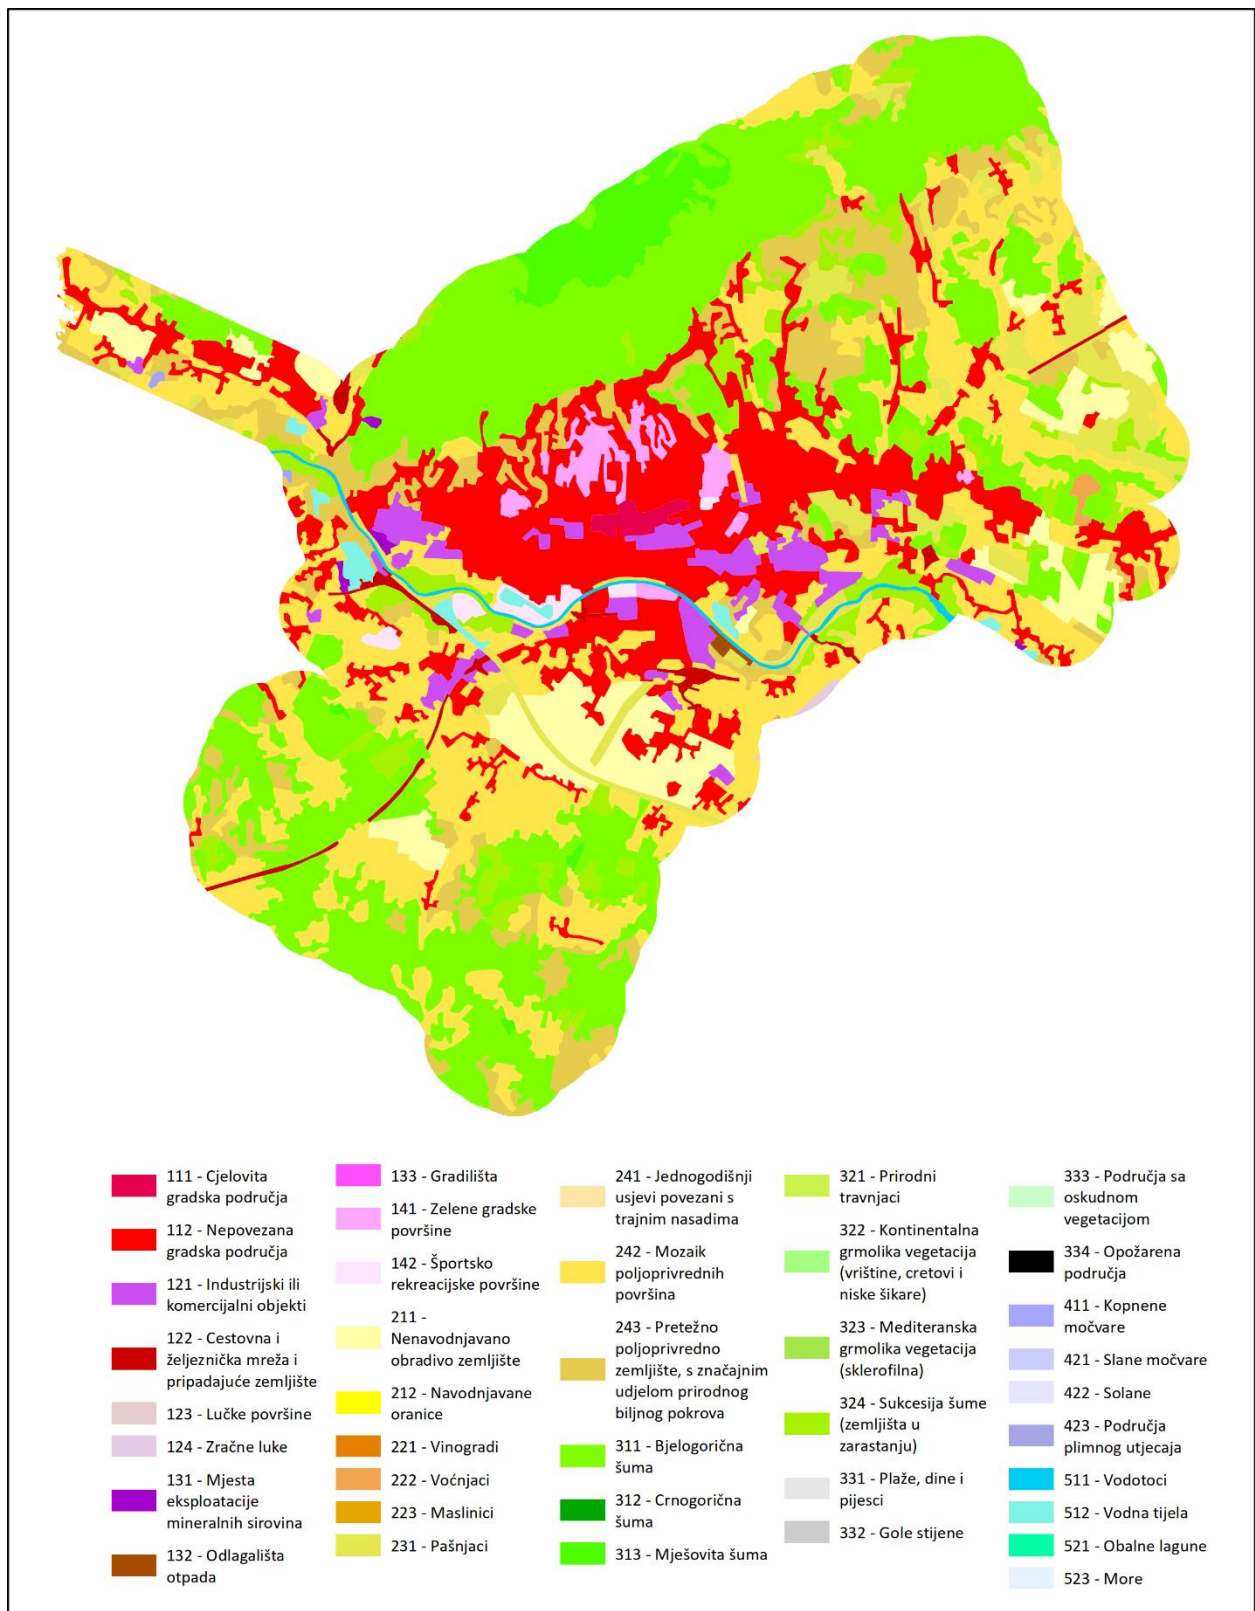 111 - Cjelovita
gradska područja
112 - Nepovezana
gradska područja
121 - Industrijski ili
komercijalni objekti
122 - Cestovna i
željeznička mreža i
pripadajuće zemljište
123 - Lučke površine
124 - Zračne luke
131 - Mjesta
eksploatacije
mineralnih sirovina
132 - Odlagališta
otpada
133 - Gradilišta
141 - Zelene gradske
površine
142 - Športsko
rekreacijske površine
211 -
Nenavodnjavano
obradivo zemljište
212 - Navodnjavane
oranice
221 - Vinogradi
222 - Voćnjaci
223 - Maslinici
231 - Pašnjaci
241 - Jednogodišnji
usjevi povezani s
trajnim nasadima
242 - Mozaik
poljoprivrednih
površina
243 - Pretežno
poljoprivredno
zemljište, s značajnim
udjelom prirodnog
biljnog pokrova
311 - Bjelogorična
šuma
312 - Crnogorična
šuma
313 - Mješovita šuma
321 - Prirodni
travnjaci
322 - Kontinentalna
grmolika vegetacija
(vrištine, cretovi i
niske šikare)
323 - Mediteranska
grmolika vegetacija
(sklerofilna)
324 - Sukcesija šume
(zemljišta u
zarastanju)
331 - Plaže, dine i
pijesci
332 - Gole stijene
333 - Područja sa
oskudnom
vegetacijom
334 - Opožarena
područja
411 - Kopnene
močvare
421 - Slane močvare
422 - Solane
423 - Područja
plimnog utjecaja
511 - Vodotoci
512 - Vodna tijela
521 - Obalne lagune
523 - More